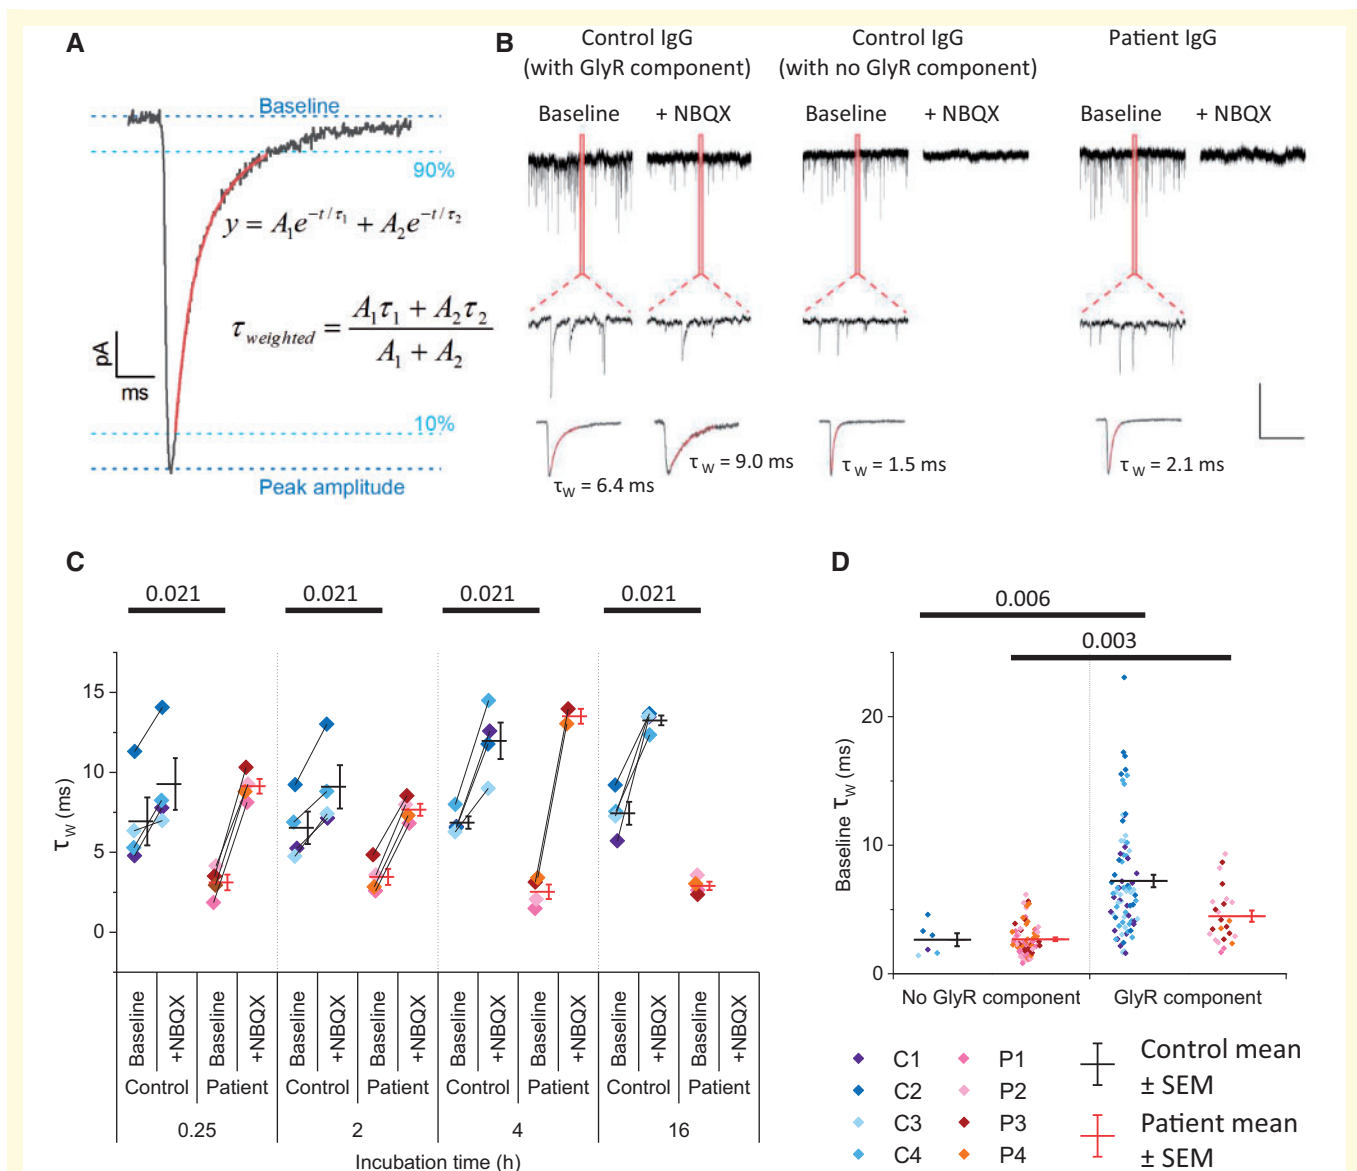 A
Baseline
90%
y = A₁e^(−t/τ₁) + A₂e^(−t/τ₂)
τ_weighted = (A₁τ₁ + A₂τ₂) / (A₁ + A₂)
pA
ms
10%
Peak amplitude
B
Control IgG
(with GlyR component)
Control IgG
(with no GlyR component)
Patient IgG
Baseline + NBQX
Baseline + NBQX
Baseline + NBQX
τW = 6.4 ms
τW = 9.0 ms
τW = 1.5 ms
τW = 2.1 ms
C
0.021 0.021 0.021 0.021
τW (ms)
15
10
5
0
Baseline +NBQX Baseline +NBQX Baseline +NBQX Baseline +NBQX Baseline +NBQX Baseline +NBQX Baseline +NBQX Baseline +NBQX
Control Patient Control Patient Control Patient Control Patient
0.25 2 4 16
Incubation time (h)
D
0.006
0.003
Baseline τW (ms)
20
10
0
No GlyR component GlyR component
C1
C2
C3
C4
P1
P2
P3
P4
Control mean
± SEM
Patient mean
± SEM